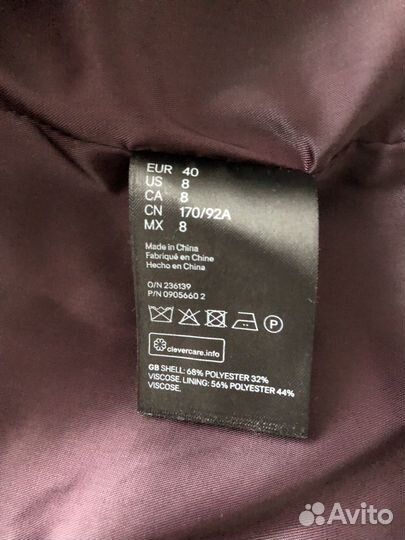 EUR 40
US 8
CA 8
CN 170/92A
MX 8
Made in China
Fabriqué en Chine
Hecho en China
O/N 236139
P/N 0905660 2
P
clevercare.info
GB SHELL: 68% POLYESTER 32%
VISCOSE. LINING: 56% POLYESTER 44%
VISCOSE.
Avito